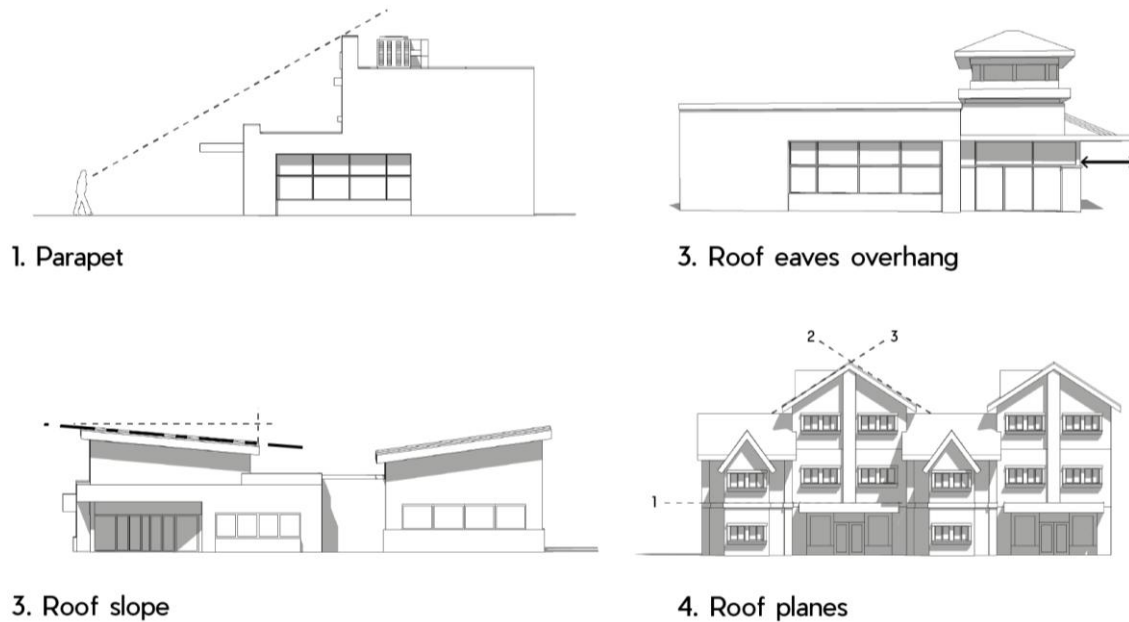 1. Parapet
3. Roof eaves overhang
3. Roof slope
2 3
1
4. Roof planes